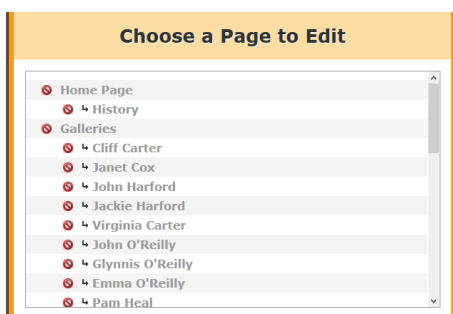 Choose a Page to Edit
Home Page
History
Galleries
Cliff Carter
Janet Cox
John Harford
Jackie Harford
Virginia Carter
John O'Reilly
Glynnis O'Reilly
Emma O'Reilly
Pam Heal